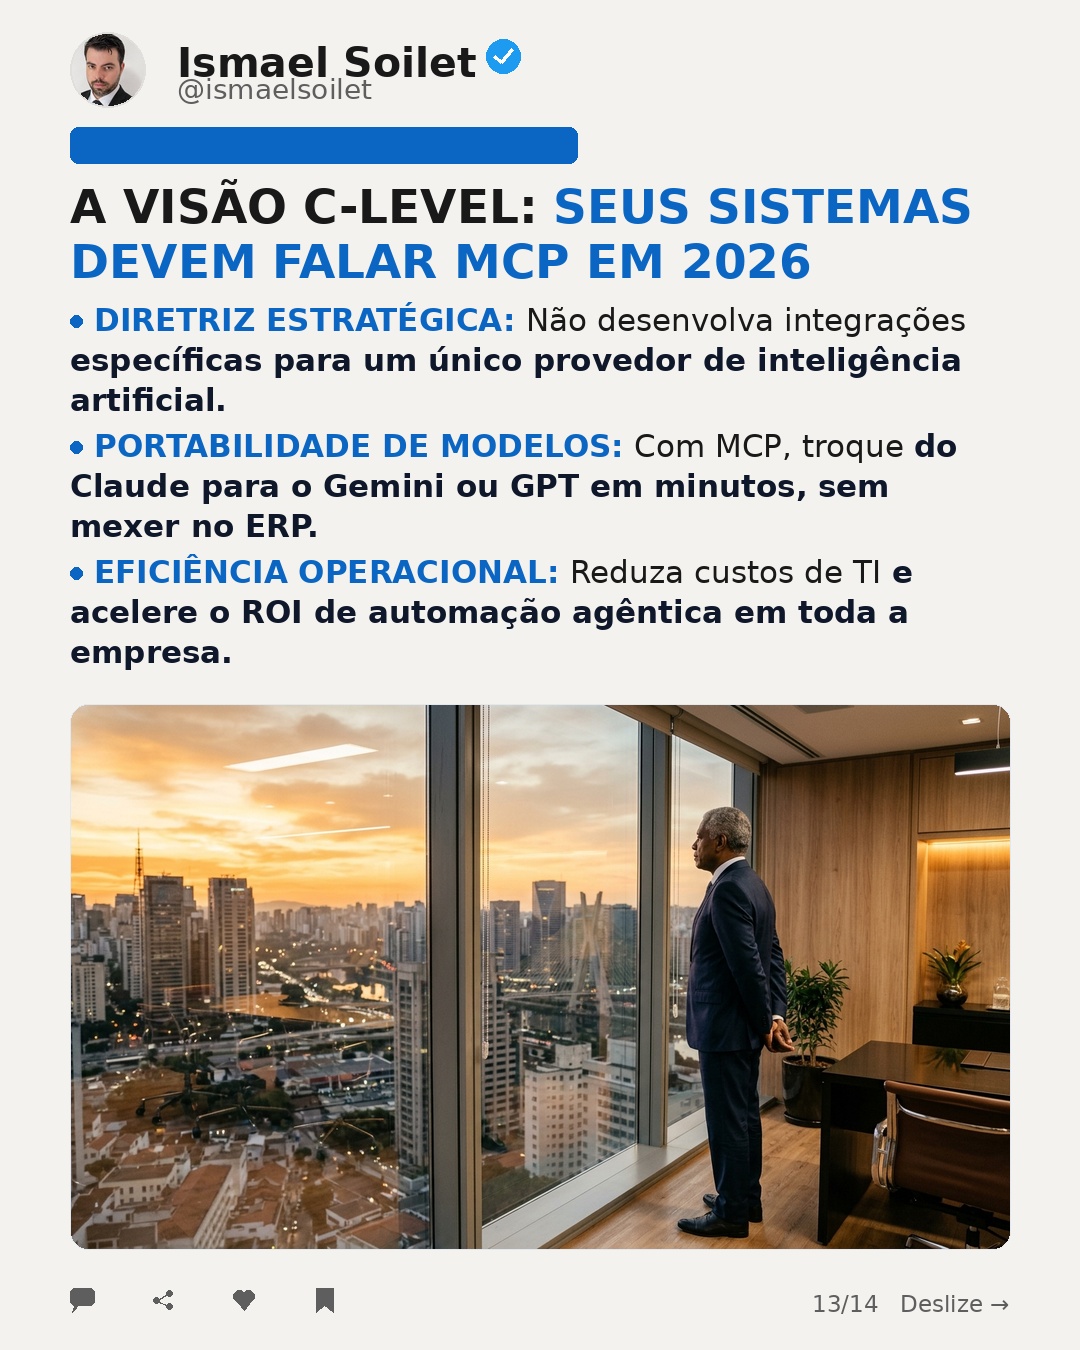 Ismael Soilet
@ismaelsoilet
A VISÃO C-LEVEL: SEUS SISTEMAS
DEVEM FALAR MCP EM 2026
• DIRETRIZ ESTRATÉGICA: Não desenvolva integrações
específicas para um único provedor de inteligência
artificial.
• PORTABILIDADE DE MODELOS: Com MCP, troque do
Claude para o Gemini ou GPT em minutos, sem
mexer no ERP.
• EFICIÊNCIA OPERACIONAL: Reduza custos de TI e
acelere o ROI de automação agêntica em toda a
empresa.
13/14 Deslize →